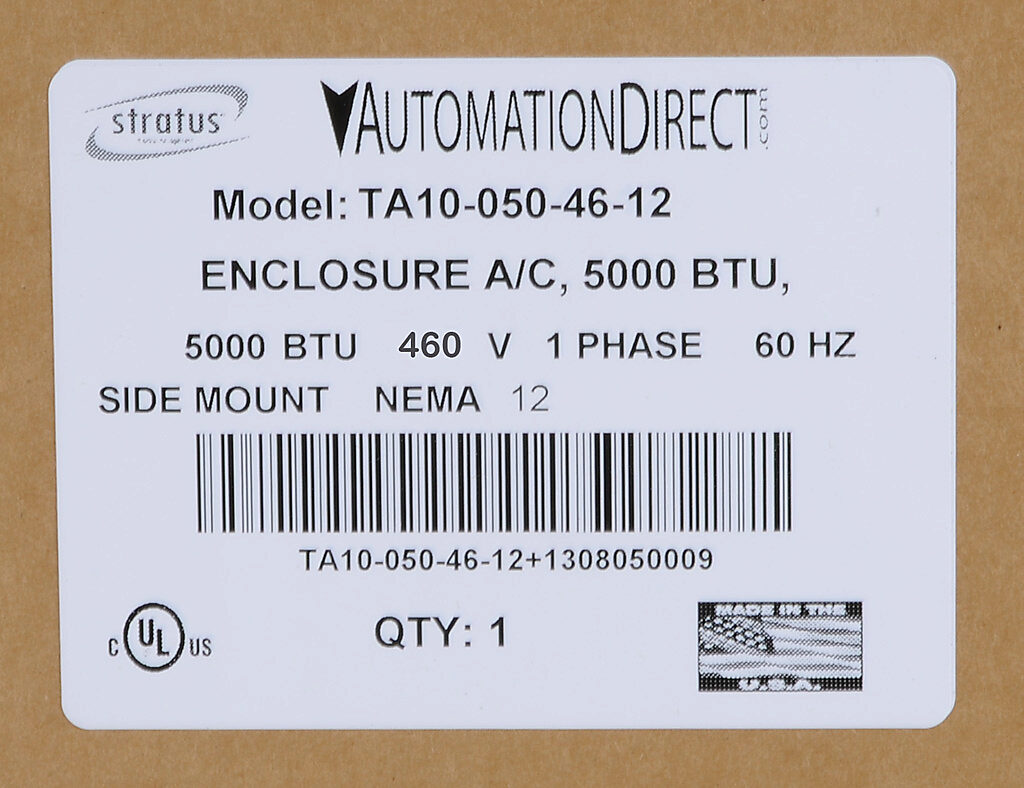 stratus
AUTOMATIONDIRECT.com
Model: TA10-050-46-12
ENCLOSURE A/C, 5000 BTU,
5000 BTU 460 V 1 PHASE 60 HZ
SIDE MOUNT NEMA 12
TA10-050-46-12+1308050009
C UL US
QTY: 1
MADE IN THE
U.S.A.